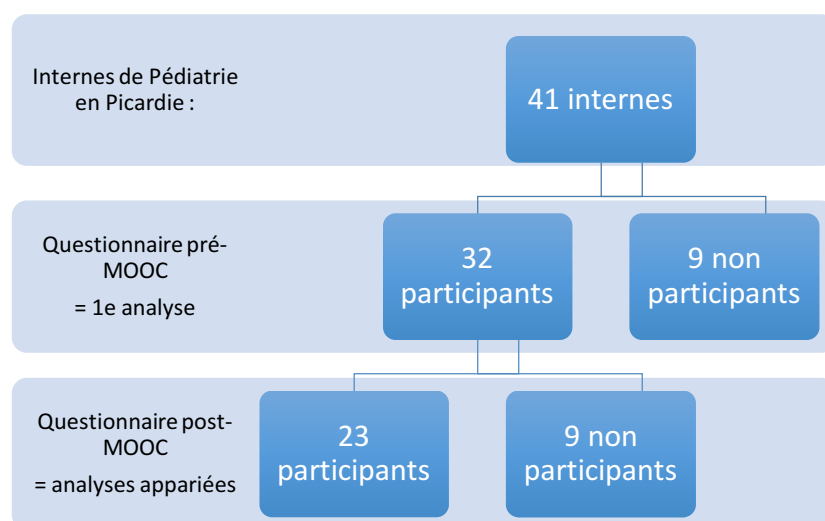 Internes de Pédiatrie
en Picardie :
41 internes
Questionnaire pré-
MOOC
= 1e analyse
32
participants
9 non
participants
Questionnaire post-
MOOC
= analyses appariées
23
participants
9 non
participants